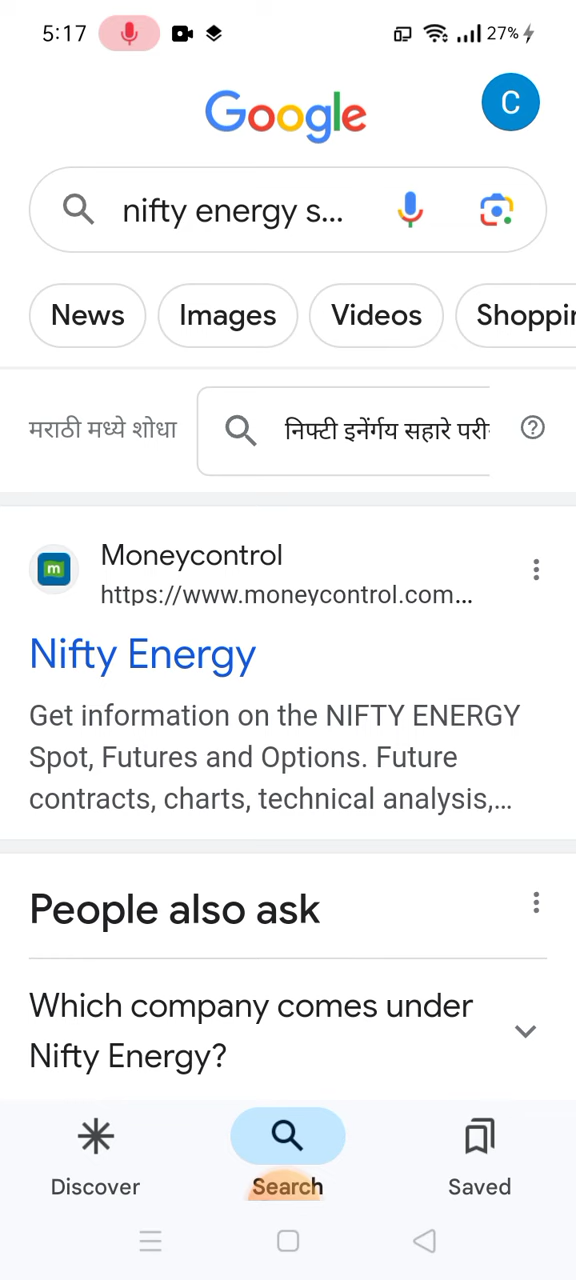 5:17 27%
Google C
nifty energy s...
News Images Videos Shoppin
मराठी मध्ये शोधा निफ्टी इनेंर्गय सहारे परी
Moneycontrol
https://www.moneycontrol.com...
Nifty Energy
Get information on the NIFTY ENERGY
Spot, Futures and Options. Future
contracts, charts, technical analysis,...
People also ask
Which company comes under
Nifty Energy?
Discover Search Saved